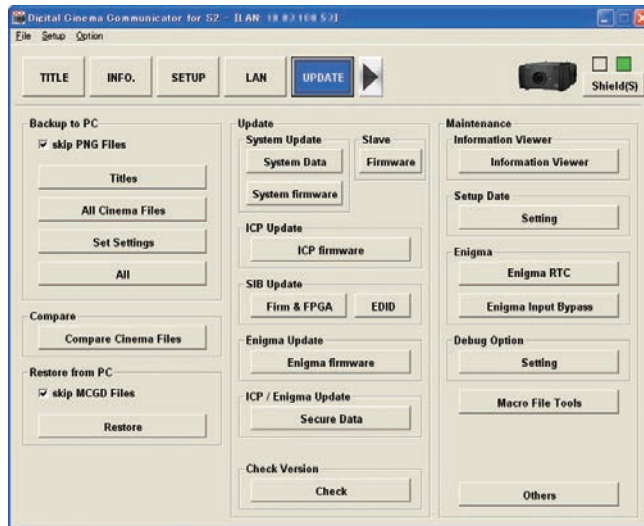 Digital Cinema Communicator for S2 - [LAN:
File Setup Option
TITLE INFO. SETUP LAN UPDATE
Shield(S)
Backup to PC
skip PNG Files
Titles
All Cinema Files
Set Settings
All
Compare
Compare Cinema Files
Restore from PC
skip MCGD Files
Restore
Update
System Update
System Data
System firmware
Slave
Firmware
ICP Update
ICP firmware
SIB Update
Firm & FPGA EDID
Enigma Update
Enigma firmware
ICP / Enigma Update
Secure Data
Check Version
Check
Maintenance
Information Viewer
Information Viewer
Setup Date
Setting
Enigma
Enigma RTC
Enigma Input Bypass
Debug Option
Setting
Macro File Tools
Others